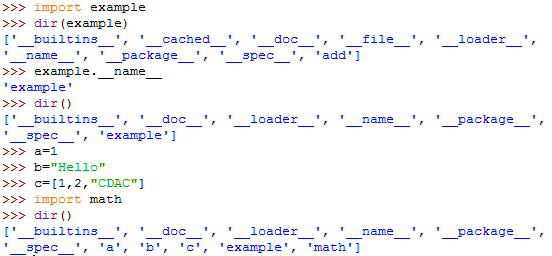 >>> import example
>>> dir(example)
['__builtins__', '__cached__', '__doc__', '__file__', '__loader__',
'__name__', '__package__', '__spec__', 'add']
>>> example.__name__
'example'
>>> dir()
['__builtins__', '__doc__', '__loader__', '__name__', '__package__',
'__spec__', 'example']
>>> a=1
>>> b="Hello"
>>> c=[1,2,"CDAC"]
>>> import math
>>> dir()
['__builtins__', '__doc__', '__loader__', '__name__', '__package__',
'__spec__', 'a', 'b', 'c', 'example', 'math']